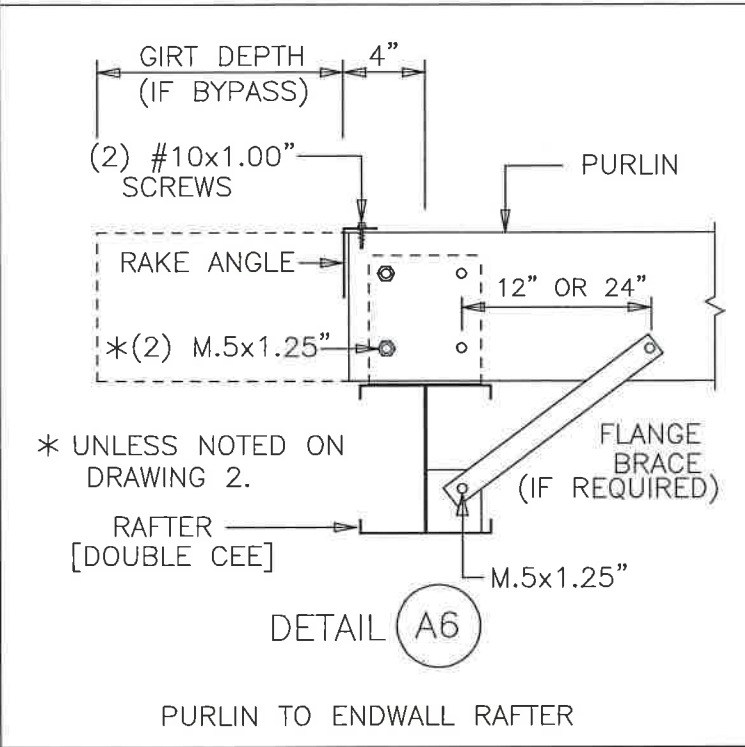 GIRT DEPTH
(IF BYPASS)
4"
(2) #10x1.00"
SCREWS
PURLIN
RAKE ANGLE
12" OR 24"
*(2) M.5x1.25"
* UNLESS NOTED ON
DRAWING 2.
FLANGE
BRACE
(IF REQUIRED)
RAFTER
[DOUBLE CEE]
M.5x1.25"
DETAIL A6
PURLIN TO ENDWALL RAFTER